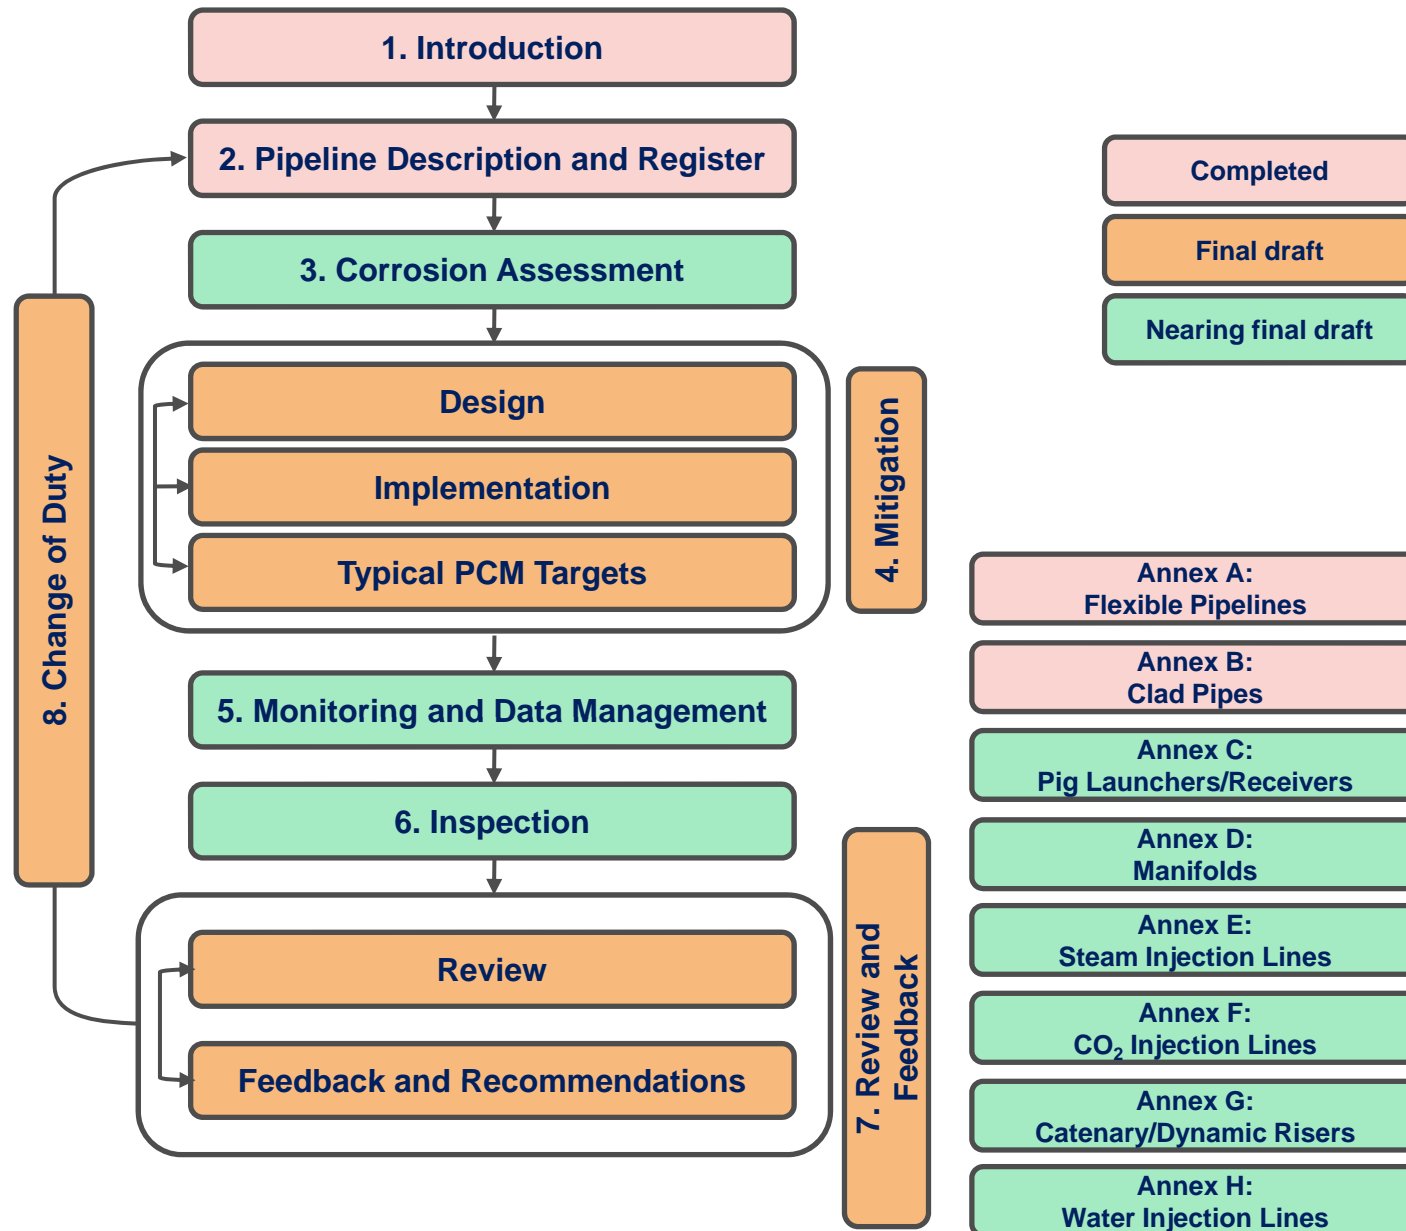 1. Introduction
2. Pipeline Description and Register
3. Corrosion Assessment
Design
Implementation
Typical PCM Targets
4. Mitigation
5. Monitoring and Data Management
6. Inspection
Review
Feedback and Recommendations
7. Review and
Feedback
8. Change of Duty
Completed
Final draft
Nearing final draft
Annex A:
Flexible Pipelines
Annex B:
Clad Pipes
Annex C:
Pig Launchers/Receivers
Annex D:
Manifolds
Annex E:
Steam Injection Lines
Annex F:
CO₂ Injection Lines
Annex G:
Catenary/Dynamic Risers
Annex H:
Water Injection Lines